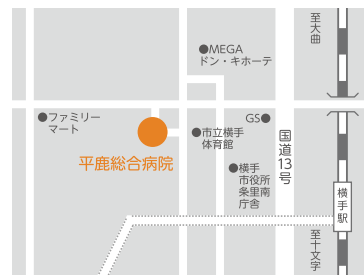 至大曲
MEGA
ドン・キホーテ
ファミリー
マート
GS
市立横手
体育館
国道13号
平鹿総合病院
横手
市役所
条里南
庁舎
横手駅
至十文字